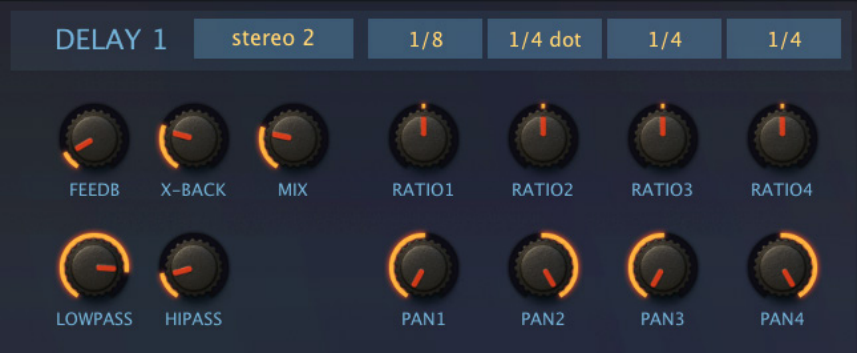 DELAY 1 stereo 2 1/8 1/4 dot 1/4 1/4
FEEDB X-BACK MIX RATIO1 RATIO2 RATIO3 RATIO4
LOWPASS HIPASS PAN1 PAN2 PAN3 PAN4